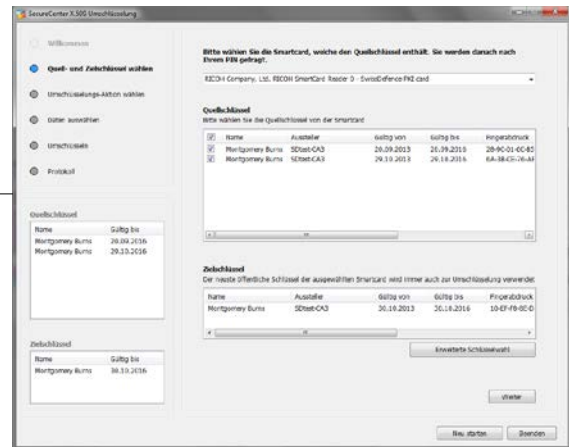 SecureCenter X.509 Umschlüsselung
Willkommen
Quell- und Zielschlüssel wählen
Umschlüsselungs-Aktion wählen
Daten auswählen
Umschlüsseln
Protokoll
Quellschlüssel
Name Gültig bis
Montgomery Burns 20.09.2016
Montgomery Burns 29.10.2016
Zielschlüssel
Name Gültig bis
Montgomery Burns 30.10.2016
Bitte wählen Sie die Smartcard, welche den Quellschlüssel enthält. Sie werden danach nach
Ihrem PIN gefragt.
RICOH Company, Ltd. RICOH SmartCard Reader 0 - SwissDefence PKI card
Quellschlüssel
Bitte wählen Sie die Quellschlüssel von der Smartcard
Name Aussteller Gültig von Gültig bis Fingerabdruck
Montgomery Burns SDtest-CA3 20.09.2013 20.09.2016
Montgomery Burns SDtest-CA3 29.10.2013 29.10.2016
Zielschlüssel
Der neuste öffentliche Schlüssel der ausgewählten Smartcard wird immer auch zur Umschlüsselung verwendet
Name Aussteller Gültig von Gültig bis Fingerabdruck
Montgomery Burns SDtest-CA3 30.10.2013 30.10.2016
Erweiterte Schlüsselwahl
Weiter
Neu starten Beenden